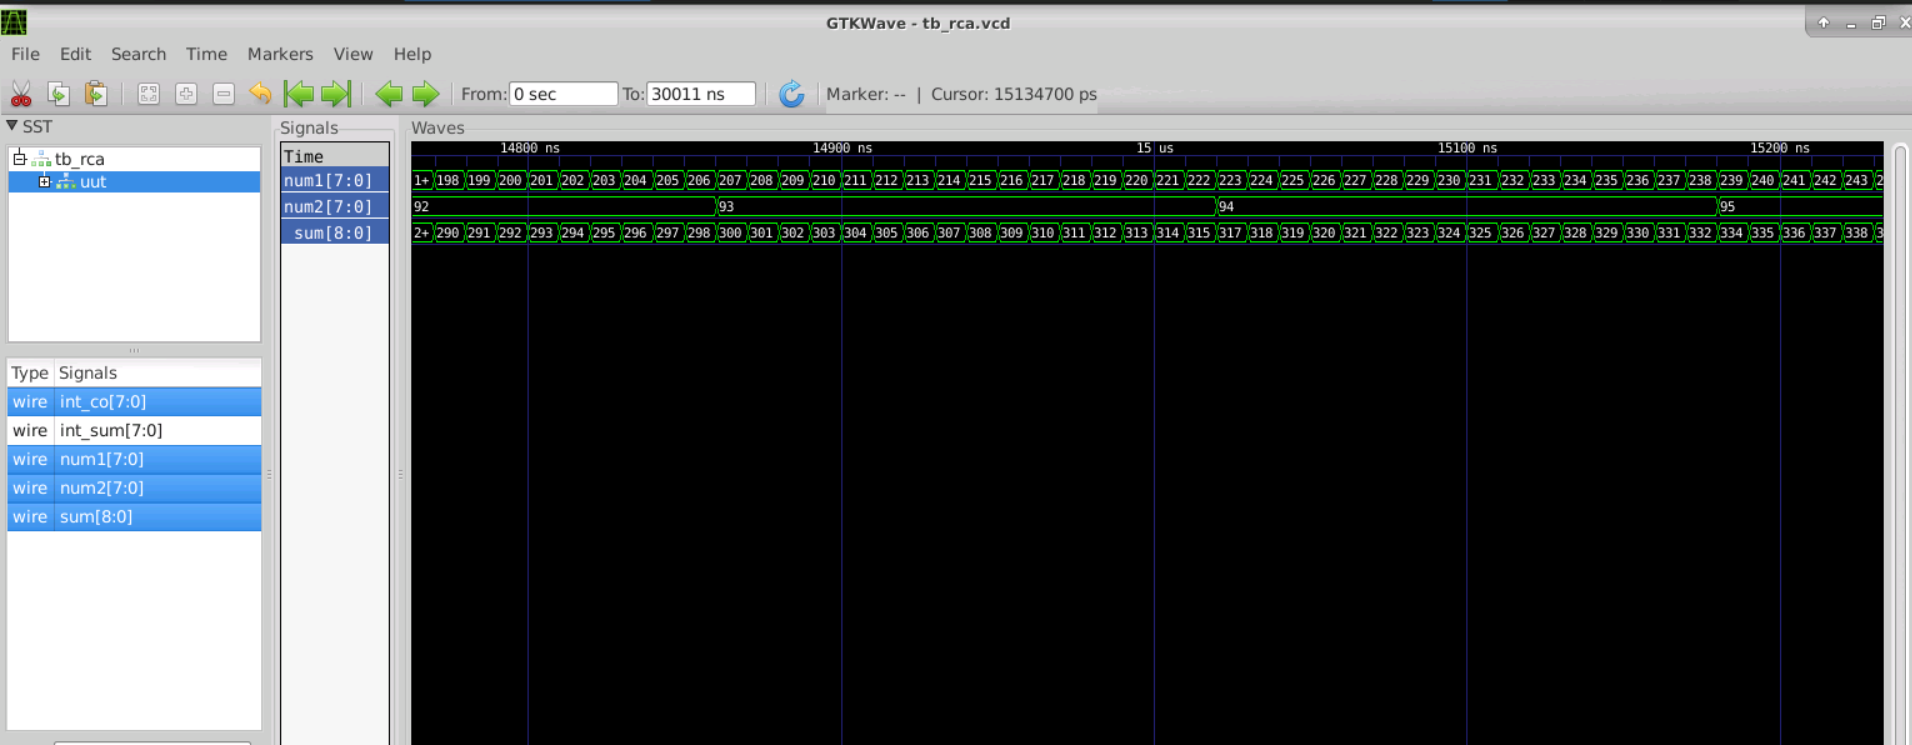 GTKWave - tb_rca.vcd
File Edit Search Time Markers View Help
From: 0 sec To: 30011 ns Marker: -- | Cursor: 15134700 ps
SST
tb_rca
uut
Type Signals
wire int_co[7:0]
wire int_sum[7:0]
wire num1[7:0]
wire num2[7:0]
wire sum[8:0]
Signals
Time
num1[7:0]
num2[7:0]
sum[8:0]
Waves
14800 ns 14900 ns 15 us 15100 ns 15200 ns
1+ 198 199 200 201 202 203 204 205 206 207 208 209 210 211 212 213 214 215 216 217 218 219 220 221 222 223 224 225 226 227 228 229 230 231 232 233 234 235 236 237 238 239 240 241 242 243 2
92 93 94 95
2+ 290 291 292 293 294 295 296 297 298 300 301 302 303 304 305 306 307 308 309 310 311 312 313 314 315 317 318 319 320 321 322 323 324 325 326 327 328 329 330 331 332 334 335 336 337 338 3